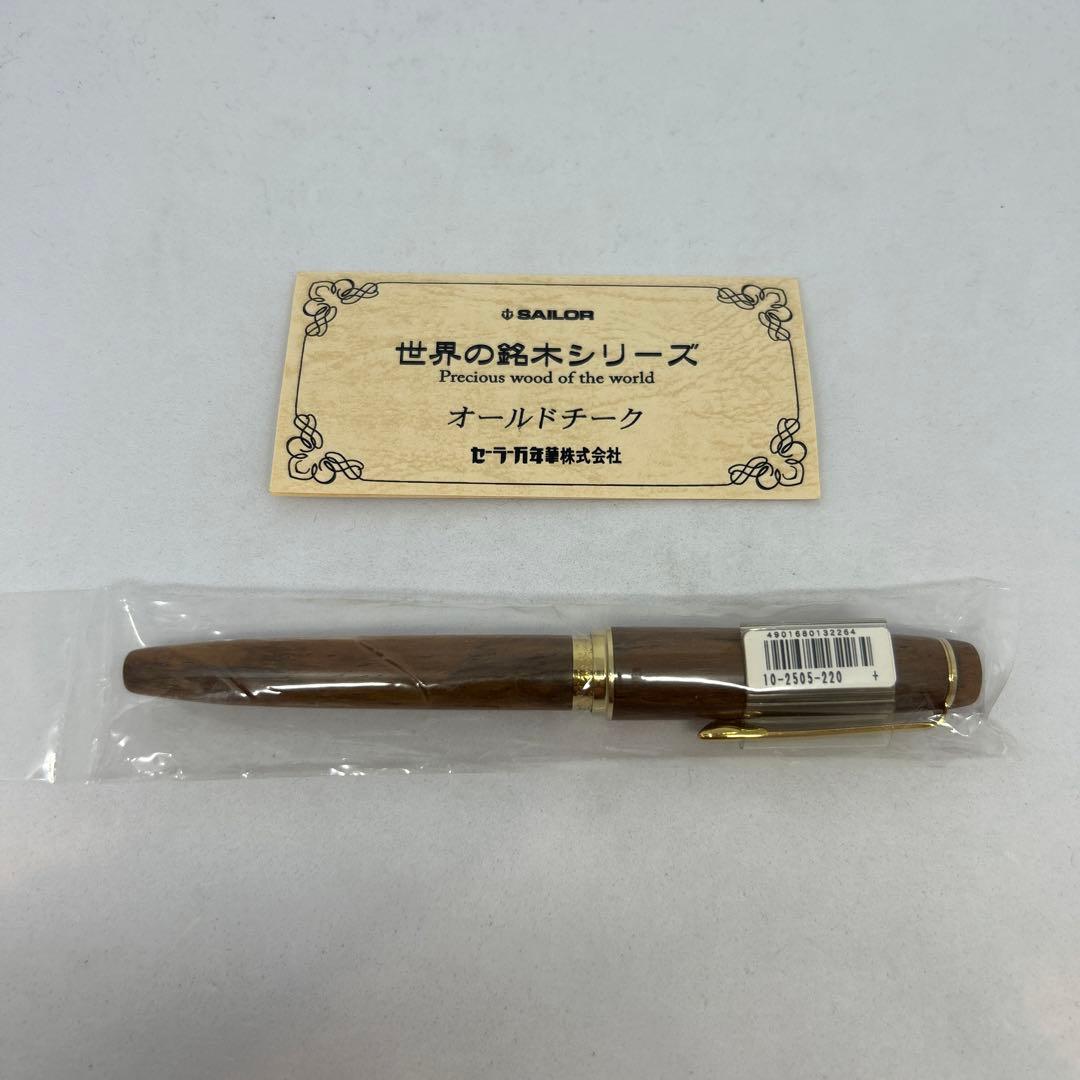 SAILOR
世界の銘木シリーズ
Precious wood of the world
オールドチーク
セーラー万年筆株式会社
4901680132264
10-2505-220 +